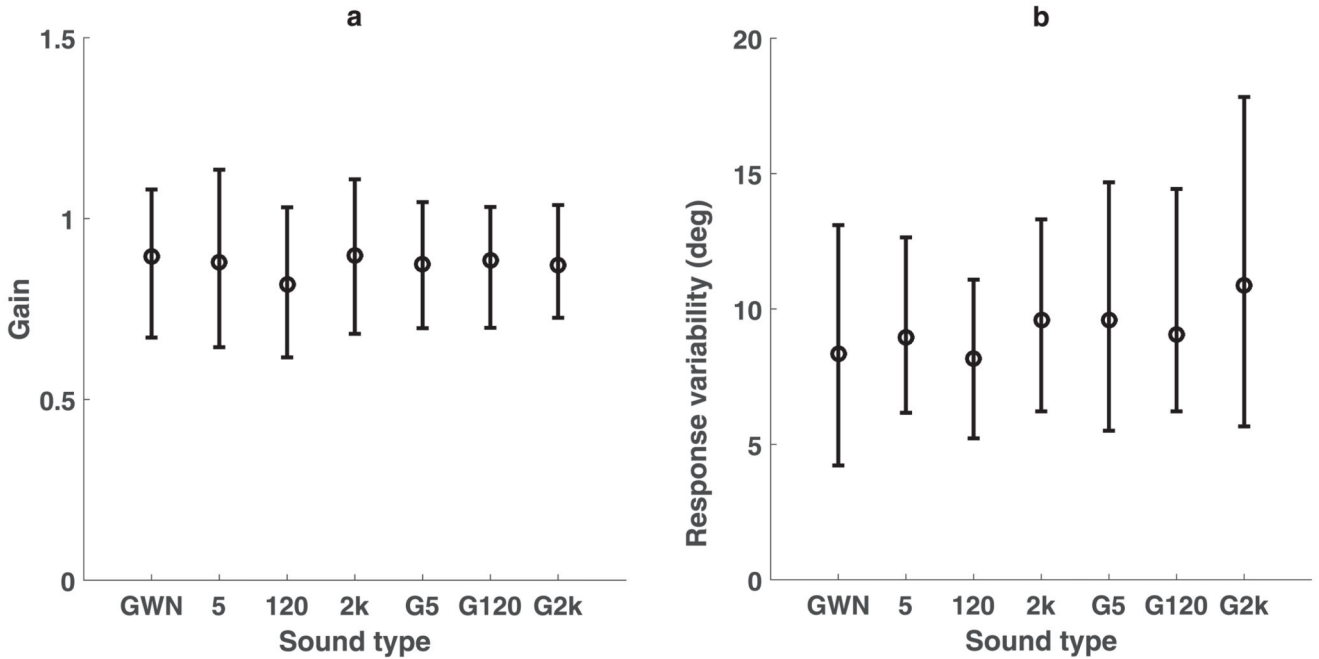 a
1.5
1
0.5
0
Gain
GWN 5 120 2k G5 G120 G2k
Sound type
b
20
15
10
5
0
Response variability (deg)
GWN 5 120 2k G5 G120 G2k
Sound type